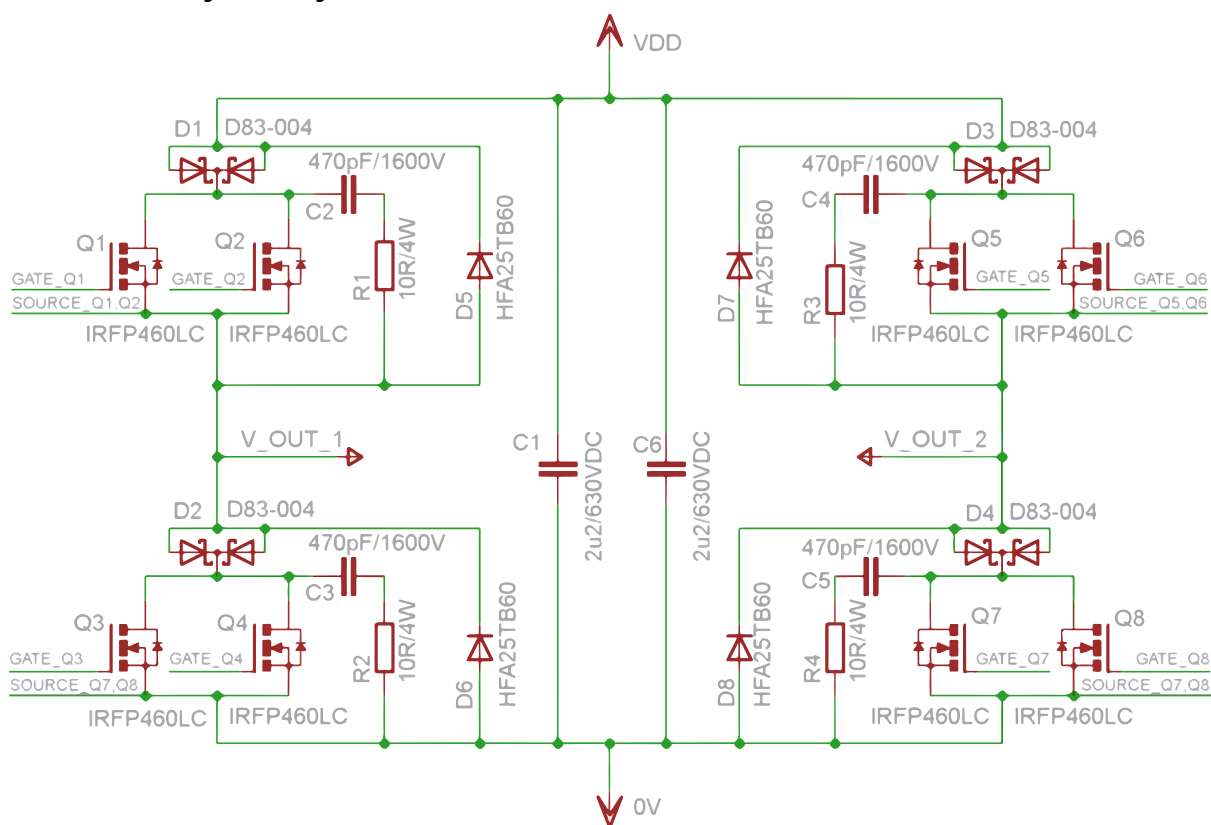 VDD
D1 D83-004
D3 D83-004
470pF/1600V
470pF/1600V
C2
C4
Q1
Q2
R1
10R/4W
D5
HFA25TB60
D7
HFA25TB60
R3
10R/4W
Q5
Q6
GATE_Q1
GATE_Q2
GATE_Q5
GATE_Q6
SOURCE_Q1,Q2
SOURCE_Q5,Q6
IRFP460LC IRFP460LC
IRFP460LC IRFP460LC
V_OUT_1
C1
2u2/630VDC
C6
2u2/630VDC
V_OUT_2
D2 D83-004
D4 D83-004
470pF/1600V
470pF/1600V
C3
C5
Q3
Q4
R2
10R/4W
D6
HFA25TB60
D8
HFA25TB60
R4
10R/4W
Q7
Q8
GATE_Q3
GATE_Q4
GATE_Q7
GATE_Q8
SOURCE_Q7,Q8
SOURCE_Q7,Q8
IRFP460LC IRFP460LC
IRFP460LC IRFP460LC
0V